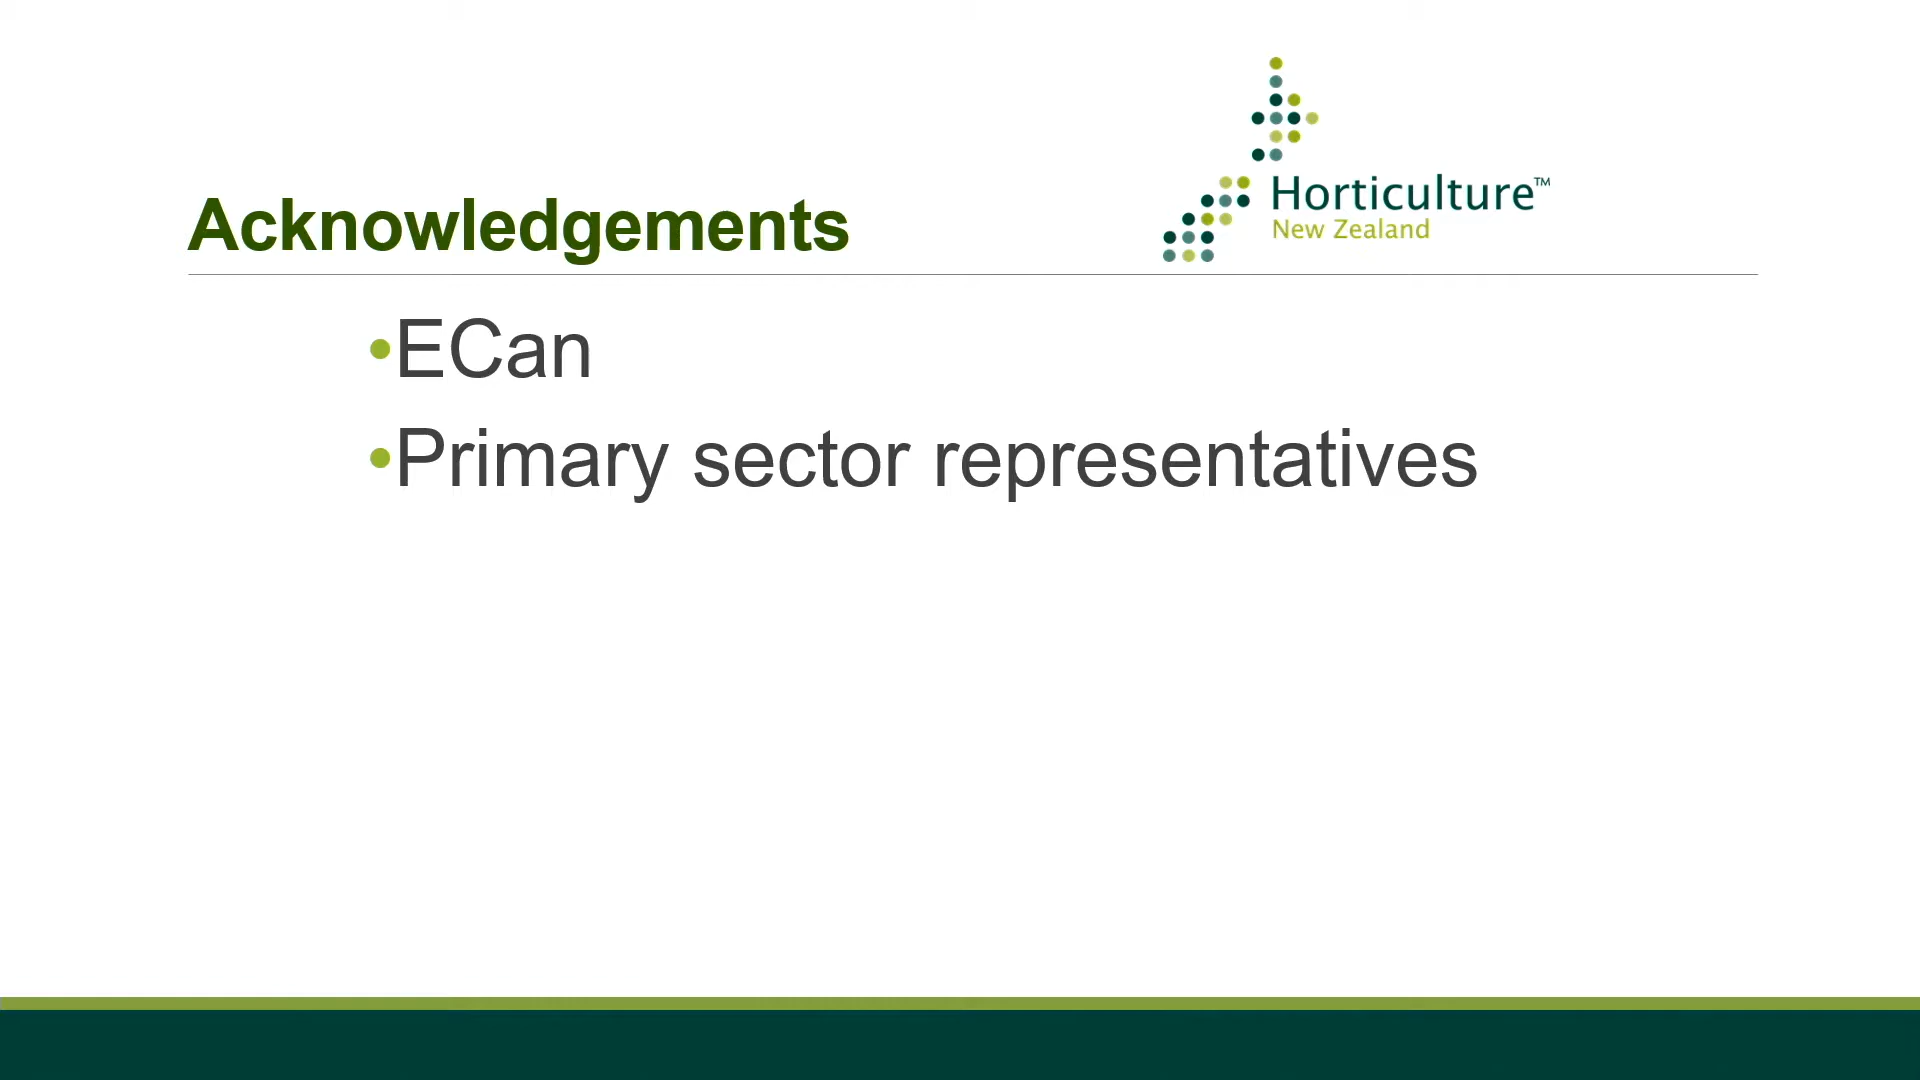 Horticulture™
New Zealand
Acknowledgements
•ECan
•Primary sector representatives